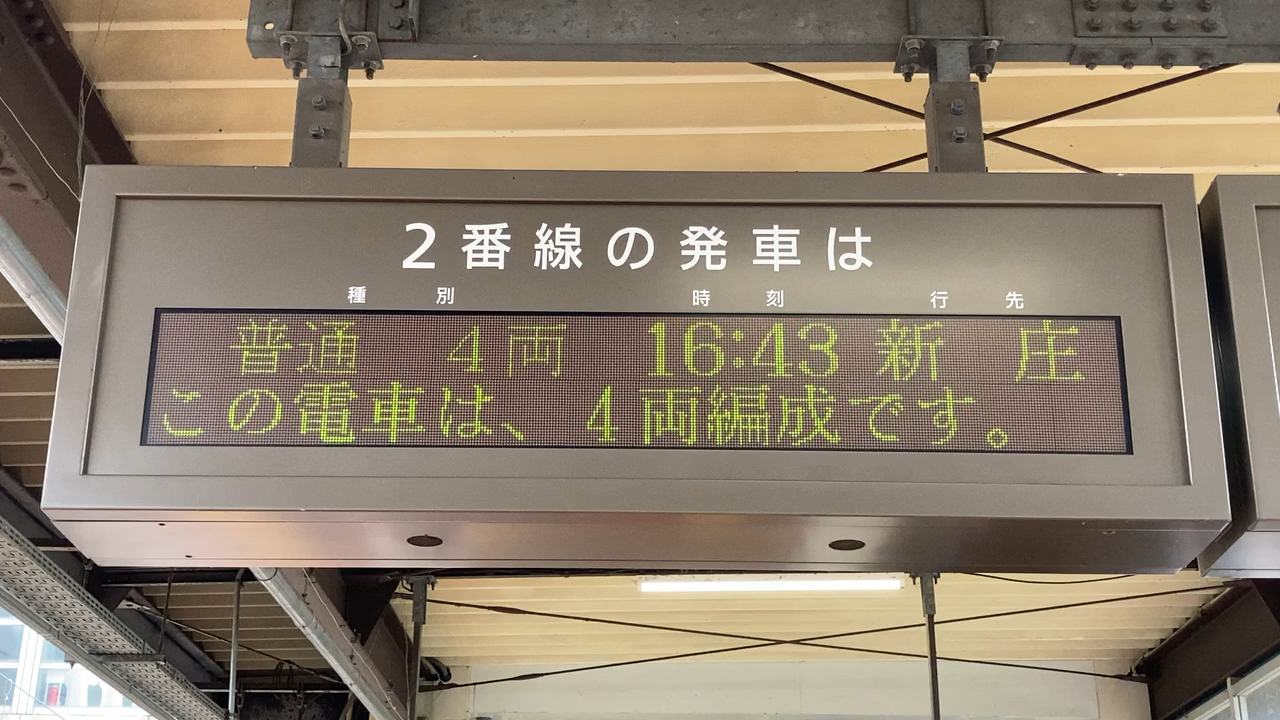 2番線の発車は
種別 時刻 行先
普通 4両 16:43 新庄
この電車は、4両編成です。